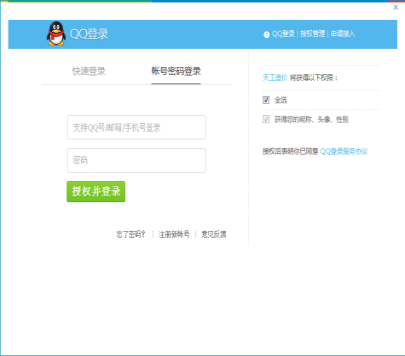 QQ登录
QQ登录 | 授权管理 | 申请接入
快速登录
帐号密码登录
支持QQ号/邮箱/手机号登录
密码
授权并登录
忘了密码? | 注册新帐号 | 意见反馈
天工造价 将获得以下权限：
全选
获得您的昵称、头像、性别
授权后表明你已同意 QQ登录服务协议